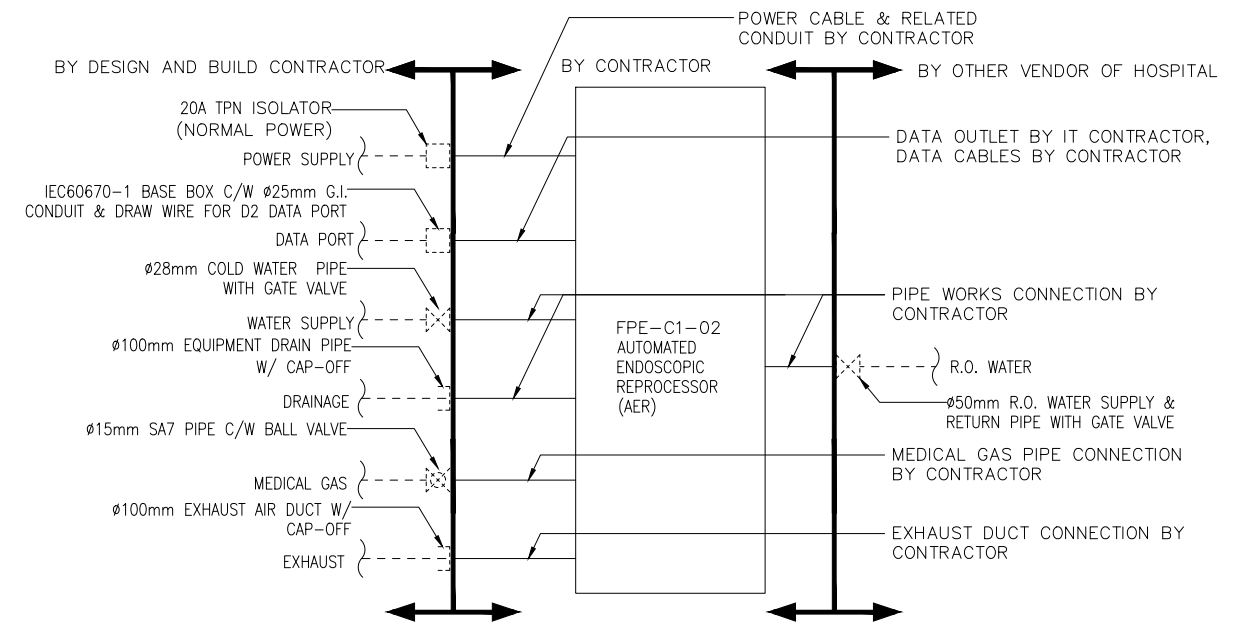 POWER CABLE & RELATED
CONDUIT BY CONTRACTOR
BY DESIGN AND BUILD CONTRACTOR
BY CONTRACTOR
BY OTHER VENDOR OF HOSPITAL
20A TPN ISOLATOR
(NORMAL POWER)
POWER SUPPLY
DATA OUTLET BY IT CONTRACTOR,
DATA CABLES BY CONTRACTOR
IEC60670-1 BASE BOX C/W ø25mm G.I.
CONDUIT & DRAW WIRE FOR D2 DATA PORT
DATA PORT
ø28mm COLD WATER PIPE
WITH GATE VALVE
WATER SUPPLY
PIPE WORKS CONNECTION BY
CONTRACTOR
FPE-C1-02
AUTOMATED
ENDOSCOPIC
REPROCESSOR
(AER)
ø100mm EQUIPMENT DRAIN PIPE
W/ CAP-OFF
DRAINAGE
R.O. WATER
ø50mm R.O. WATER SUPPLY &
RETURN PIPE WITH GATE VALVE
ø15mm SA7 PIPE C/W BALL VALVE
MEDICAL GAS
MEDICAL GAS PIPE CONNECTION
BY CONTRACTOR
ø100mm EXHAUST AIR DUCT W/
CAP-OFF
EXHAUST
EXHAUST DUCT CONNECTION BY
CONTRACTOR